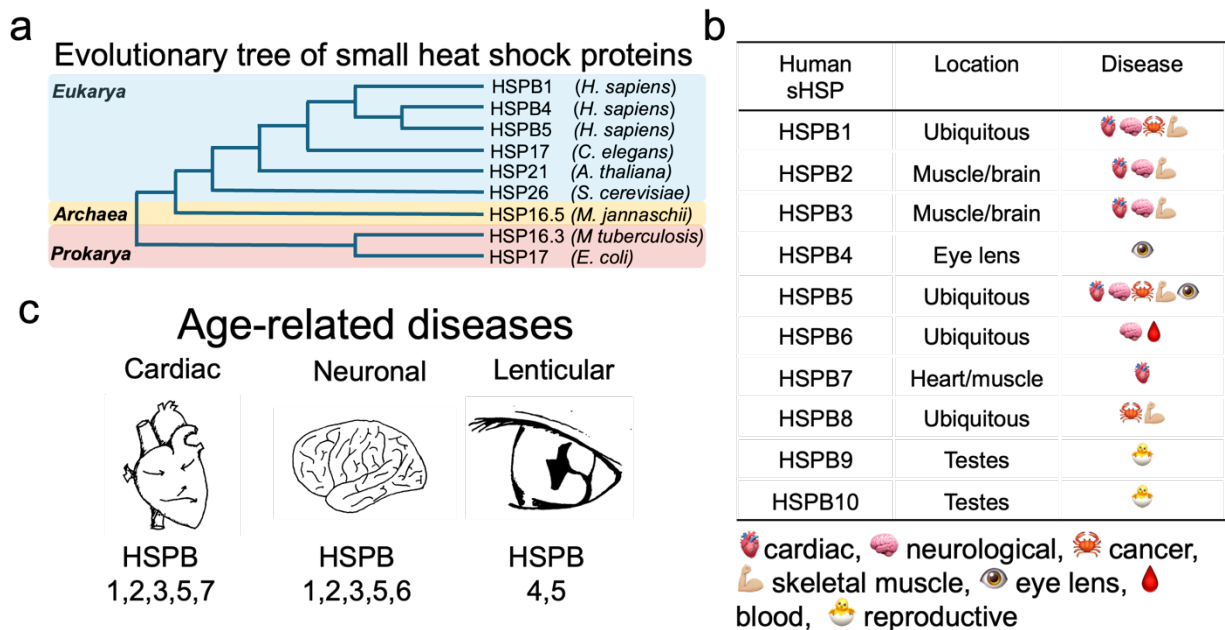 a
Evolutionary tree of small heat shock proteins
Eukarya
HSPB1 (H. sapiens)
HSPB4 (H. sapiens)
HSPB5 (H. sapiens)
HSP17 (C. elegans)
HSP21 (A. thaliana)
HSP26 (S. cerevisiae)
Archaea HSP16.5 (M. jannaschii)
HSP16.3 (M tuberculosis)
Prokarya HSP17 (E. coli)
b
Human sHSP Location Disease
HSPB1 Ubiquitous
HSPB2 Muscle/brain
HSPB3 Muscle/brain
HSPB4 Eye lens
HSPB5 Ubiquitous
HSPB6 Ubiquitous
HSPB7 Heart/muscle
HSPB8 Ubiquitous
HSPB9 Testes
HSPB10 Testes
cardiac, neurological, cancer,
skeletal muscle, eye lens,
blood, reproductive
c
Age-related diseases
Cardiac Neuronal Lenticular
HSPB HSPB HSPB
1,2,3,5,7 1,2,3,5,6 4,5